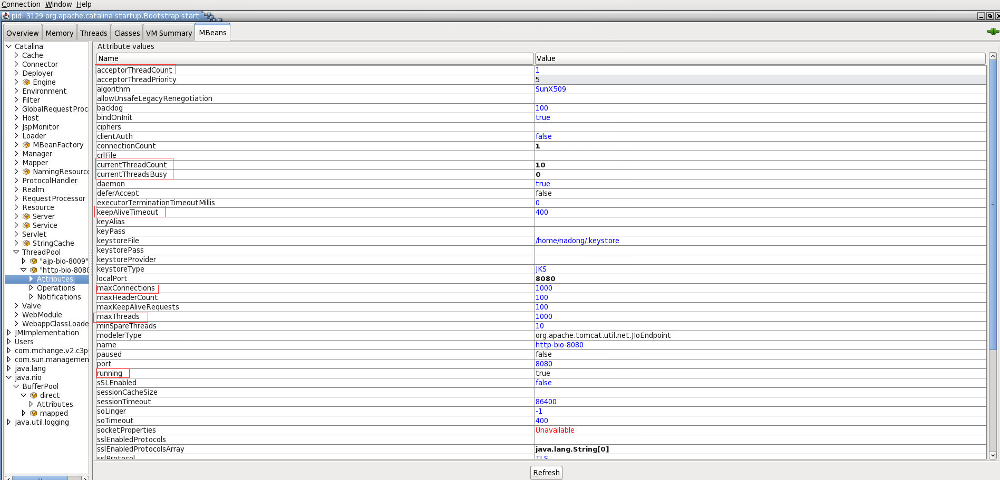 Connection Window Help
pid: 3129 org.apache.catalina.startup.Bootstrap start
Overview Memory Threads Classes VM Summary MBeans
Catalina
Cache
Connector
Deployer
Engine
Environment
Filter
GlobalRequestProc
Host
JspMonitor
Loader
MBeanFactory
Manager
Mapper
NamingResource
ProtocolHandler
Realm
RequestProcessor
Resource
Server
Service
Servlet
StringCache
ThreadPool
"ajp-bio-8009"
"http-bio-8080
Attributes
Operations
Notifications
Valve
WebModule
WebappClassLoade
JMImplementation
Users
com.mchange.v2.c3p
com.sun.managemen
java.lang
java.nio
BufferPool
direct
Attributes
mapped
java.util.logging
Attribute values
Name Value
acceptorThreadCount 1
acceptorThreadPriority 5
algorithm SunX509
allowUnsafeLegacyRenegotiation
backlog 100
bindOnInit true
ciphers
clientAuth false
connectionCount 1
crlFile
currentThreadCount 10
currentThreadsBusy 0
daemon true
deferAccept false
executorTerminationTimeoutMillis 0
keepAliveTimeout 400
keyAlias
keyPass
keystoreFile /home/nadong/.keystore
keystorePass
keystoreProvider
keystoreType JKS
localPort 8080
maxConnections 1000
maxHeaderCount 100
maxKeepAliveRequests 100
maxThreads 1000
minSpareThreads 10
modelerType org.apache.tomcat.util.net.JIoEndpoint
name http-bio-8080
paused false
port 8080
running true
sSLEnabled false
sessionCacheSize
sessionTimeout 86400
soLinger -1
soTimeout 400
socketProperties Unavailable
sslEnabledProtocols
sslEnabledProtocolsArray java.lang.String[0]
sslProtocol TLS
Refresh